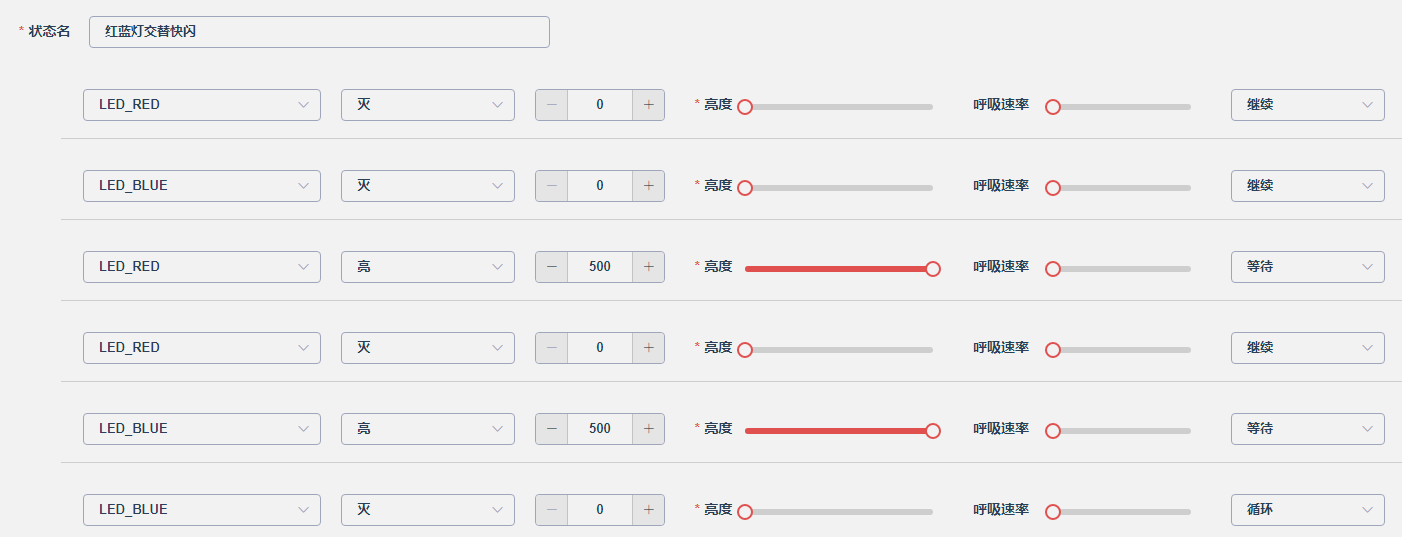 * 状态名 红蓝灯交替快闪
LED_RED 灭 0 * 亮度 呼吸速率 继续
LED_BLUE 灭 0 * 亮度 呼吸速率 继续
LED_RED 亮 500 * 亮度 呼吸速率 等待
LED_RED 灭 0 * 亮度 呼吸速率 继续
LED_BLUE 亮 500 * 亮度 呼吸速率 等待
LED_BLUE 灭 0 * 亮度 呼吸速率 循环